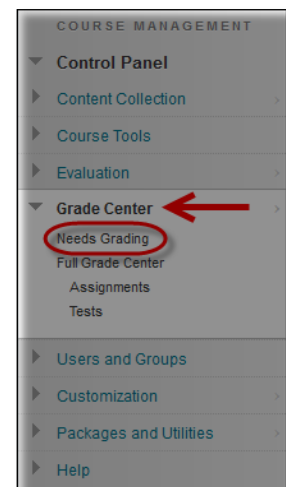 COURSE MANAGEMENT
Control Panel
Content Collection
Course Tools
Evaluation
Grade Center
Needs Grading
Full Grade Center
Assignments
Tests
Users and Groups
Customization
Packages and Utilities
Help